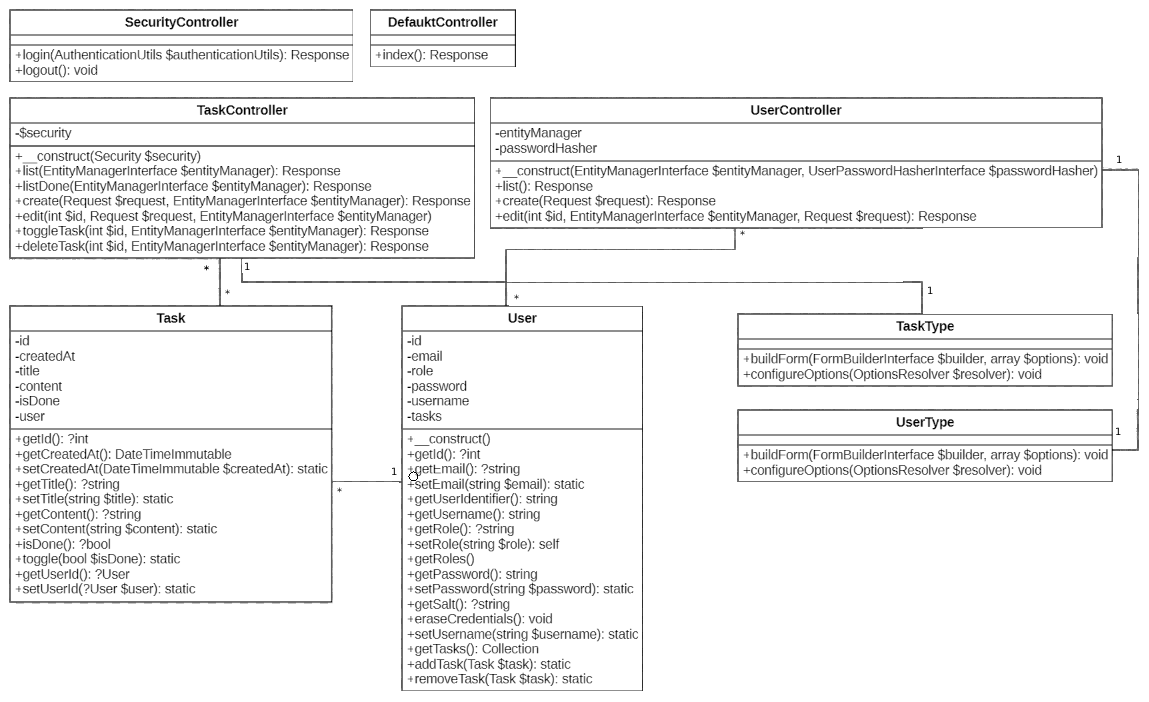 SecurityController
+login(AuthenticationUtils $authenticationUtils): Response
+logout(): void
DefauktController
+index(): Response
TaskController
-$security
+__construct(Security $security)
+list(EntityManagerInterface $entityManager): Response
+listDone(EntityManagerInterface $entityManager): Response
+create(Request $request, EntityManagerInterface $entityManager): Response
+edit(int $id, Request $request, EntityManagerInterface $entityManager)
+toggleTask(int $id, EntityManagerInterface $entityManager): Response
+deleteTask(int $id, EntityManagerInterface $entityManager): Response
UserController
-entityManager
-passwordHasher
+__construct(EntityManagerInterface $entityManager, UserPasswordHasherInterface $passwordHasher)
+list(): Response
+create(Request $request): Response
+edit(int $id, EntityManagerInterface $entityManager, Request $request): Response
1
*
*
1
*
*
1
Task
-id
-createdAt
-title
-content
-isDone
-user
+getId(): ?int
+getCreatedAt(): DateTimeImmutable
+setCreatedAt(DateTimeImmutable $createdAt): static
+getTitle(): ?string
+setTitle(string $title): static
+getContent(): ?string
+setContent(string $content): static
+isDone(): ?bool
+toggle(bool $isDone): static
+getUserId(): ?User
+setUserId(?User $user): static
1
*
User
-id
-email
-role
-password
-username
-tasks
+__construct()
+getId(): ?int
+getEmail(): ?string
+setEmail(string $email): static
+getUserIdentifier(): string
+getUsername(): string
+getRole(): ?string
+setRole(string $role): self
+getRoles()
+getPassword(): string
+setPassword(string $password): static
+getSalt(): ?string
+eraseCredentials(): void
+setUsername(string $username): static
+getTasks(): Collection
+addTask(Task $task): static
+removeTask(Task $task): static
TaskType
+buildForm(FormBuilderInterface $builder, array $options): void
+configureOptions(OptionsResolver $resolver): void
UserType
+buildForm(FormBuilderInterface $builder, array $options): void
+configureOptions(OptionsResolver $resolver): void
1